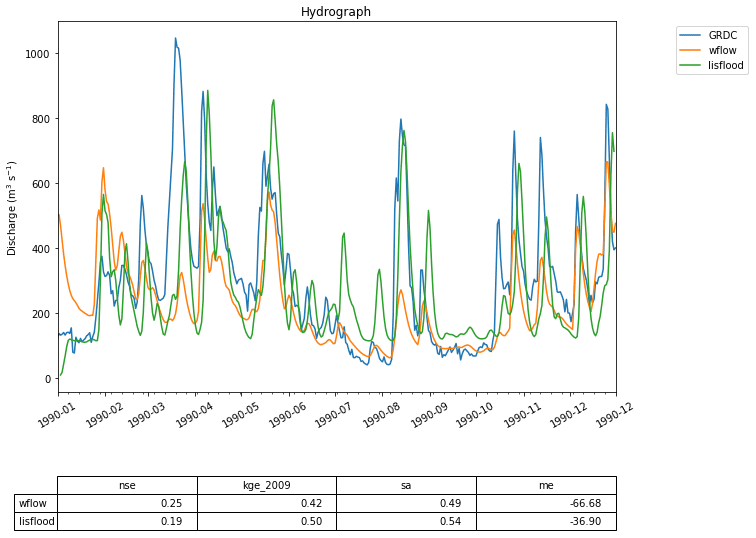 Hydrograph
GRDC
wflow
lisflood
Discharge (m³ s⁻¹)
1000
800
600
400
200
0
1990-01 1990-02 1990-03 1990-04 1990-05 1990-06 1990-07 1990-08 1990-09 1990-10 1990-11 1990-12 1990-12
nse kge_2009 sa me
wflow 0.25 0.42 0.49 -66.68
lisflood 0.19 0.50 0.54 -36.90